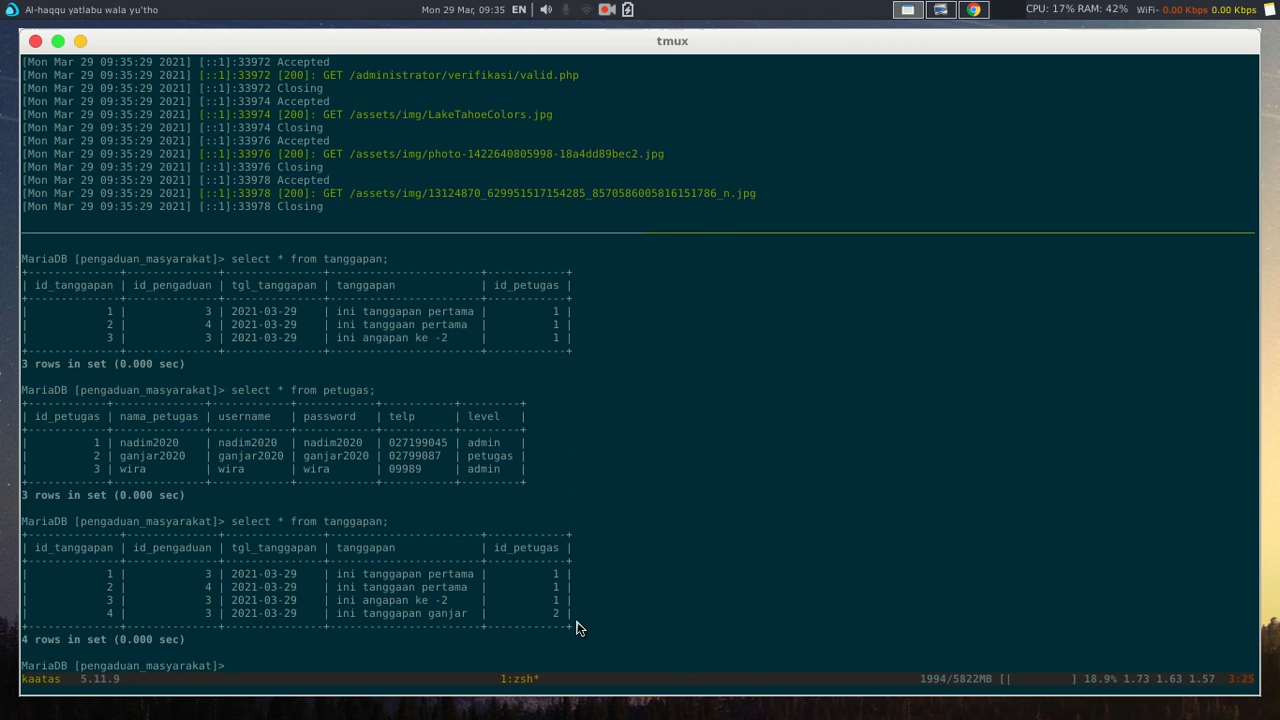 Al-haqqu yatlabu wala yu'tho Mon 29 Mar, 09:35 EN CPU: 17% RAM: 42% WiFi- 0.00 Kbps 0.00 Kbps
tmux
[Mon Mar 29 09:35:29 2021] [::1]:33972 Accepted
[Mon Mar 29 09:35:29 2021] [::1]:33972 [200]: GET /administrator/verifikasi/valid.php
[Mon Mar 29 09:35:29 2021] [::1]:33972 Closing
[Mon Mar 29 09:35:29 2021] [::1]:33974 Accepted
[Mon Mar 29 09:35:29 2021] [::1]:33974 [200]: GET /assets/img/LakeTahoeColors.jpg
[Mon Mar 29 09:35:29 2021] [::1]:33974 Closing
[Mon Mar 29 09:35:29 2021] [::1]:33976 Accepted
[Mon Mar 29 09:35:29 2021] [::1]:33976 [200]: GET /assets/img/photo-1422640805998-18a4dd89bec2.jpg
[Mon Mar 29 09:35:29 2021] [::1]:33976 Closing
[Mon Mar 29 09:35:29 2021] [::1]:33978 Accepted
[Mon Mar 29 09:35:29 2021] [::1]:33978 [200]: GET /assets/img/13124870_629951517154285_8570586005816151786_n.jpg
[Mon Mar 29 09:35:29 2021] [::1]:33978 Closing
MariaDB [pengaduan_masyarakat]> select * from tanggapan;
+-------------+--------------+---------------+-----------------------+------------+
| id_tanggapan | id_pengaduan | tgl_tanggapan | tanggapan | id_petugas |
+-------------+--------------+---------------+-----------------------+------------+
| 1 | 3 | 2021-03-29 | ini tanggapan pertama | 1 |
| 2 | 4 | 2021-03-29 | ini tanggaan pertama | 1 |
| 3 | 3 | 2021-03-29 | ini angapan ke -2 | 1 |
+-------------+--------------+---------------+-----------------------+------------+
3 rows in set (0.000 sec)
MariaDB [pengaduan_masyarakat]> select * from petugas;
+------------+--------------+------------+------------+-----------+---------+
| id_petugas | nama_petugas | username | password | telp | level |
+------------+--------------+------------+------------+-----------+---------+
| 1 | nadim2020 | nadim2020 | nadim2020 | 027199045 | admin |
| 2 | ganjar2020 | ganjar2020 | ganjar2020 | 02799087 | petugas |
| 3 | wira | wira | wira | 09989 | admin |
+------------+--------------+------------+------------+-----------+---------+
3 rows in set (0.000 sec)
MariaDB [pengaduan_masyarakat]> select * from tanggapan;
+-------------+--------------+---------------+-----------------------+------------+
| id_tanggapan | id_pengaduan | tgl_tanggapan | tanggapan | id_petugas |
+-------------+--------------+---------------+-----------------------+------------+
| 1 | 3 | 2021-03-29 | ini tanggapan pertama | 1 |
| 2 | 4 | 2021-03-29 | ini tanggaan pertama | 1 |
| 3 | 3 | 2021-03-29 | ini angapan ke -2 | 1 |
| 4 | 3 | 2021-03-29 | ini tanggapan ganjar | 2 |
+-------------+--------------+---------------+-----------------------+------------+
4 rows in set (0.000 sec)
MariaDB [pengaduan_masyarakat]>
kaatas 5.11.9 1:zsh* 1994/5822MB [| ] 18.9% 1.73 1.63 1.57 3:25